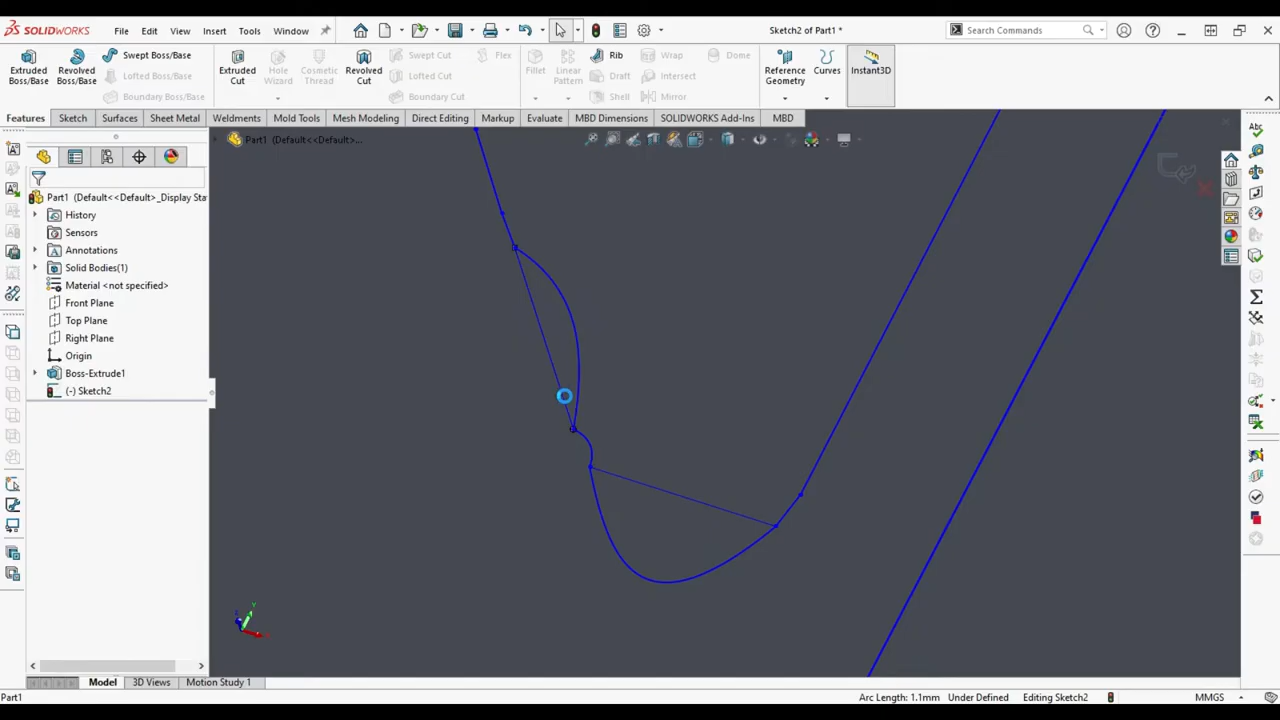 SOLIDWORKS File Edit View Insert Tools Window Sketch2 of Part1 * Search Commands
Extruded Boss/Base
Revolved Boss/Base
Swept Boss/Base
Lofted Boss/Base
Boundary Boss/Base
Extruded Cut
Hole Wizard
Cosmetic Thread
Revolved Cut
Swept Cut
Lofted Cut
Boundary Cut
Flex
Fillet
Linear Pattern
Rib
Draft
Shell
Wrap
Intersect
Mirror
Dome
Reference Geometry
Curves
Instant3D
Features Sketch Surfaces Sheet Metal Weldments Mold Tools Mesh Modeling Direct Editing Markup Evaluate MBD Dimensions SOLIDWORKS Add-Ins MBD
Part1 (Default<<Default>...
Part1 (Default<<Default>_Display Sta
History
Sensors
Annotations
Solid Bodies(1)
Material <not specified>
Front Plane
Top Plane
Right Plane
Origin
Boss-Extrude1
(-) Sketch2
Y
Model 3D Views Motion Study 1
Part1 Arc Length: 1.1mm Under Defined Editing Sketch2 MMGS